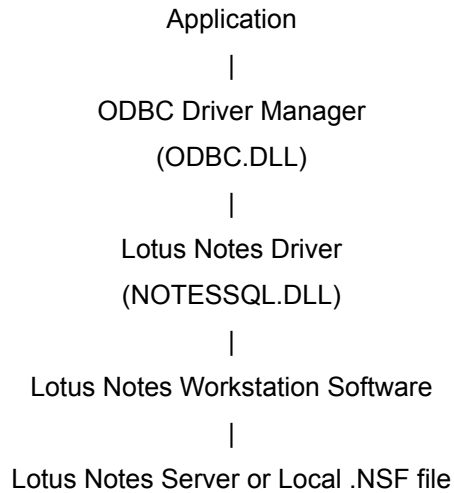 Application
|
ODBC Driver Manager
(ODBC.DLL)
|
Lotus Notes Driver
(NOTESSQL.DLL)
|
Lotus Notes Workstation Software
|
Lotus Notes Server or Local .NSF file